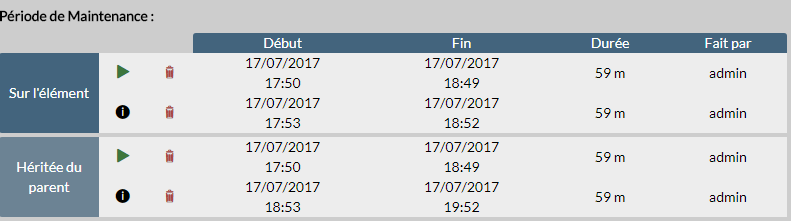 Période de Maintenance :
Début Fin Durée Fait par
Sur l'élément
17/07/2017 17:50 17/07/2017 18:49 59 m admin
17/07/2017 17:53 17/07/2017 18:52 59 m admin
Héritée du parent
17/07/2017 17:50 17/07/2017 18:49 59 m admin
17/07/2017 18:53 17/07/2017 19:52 59 m admin